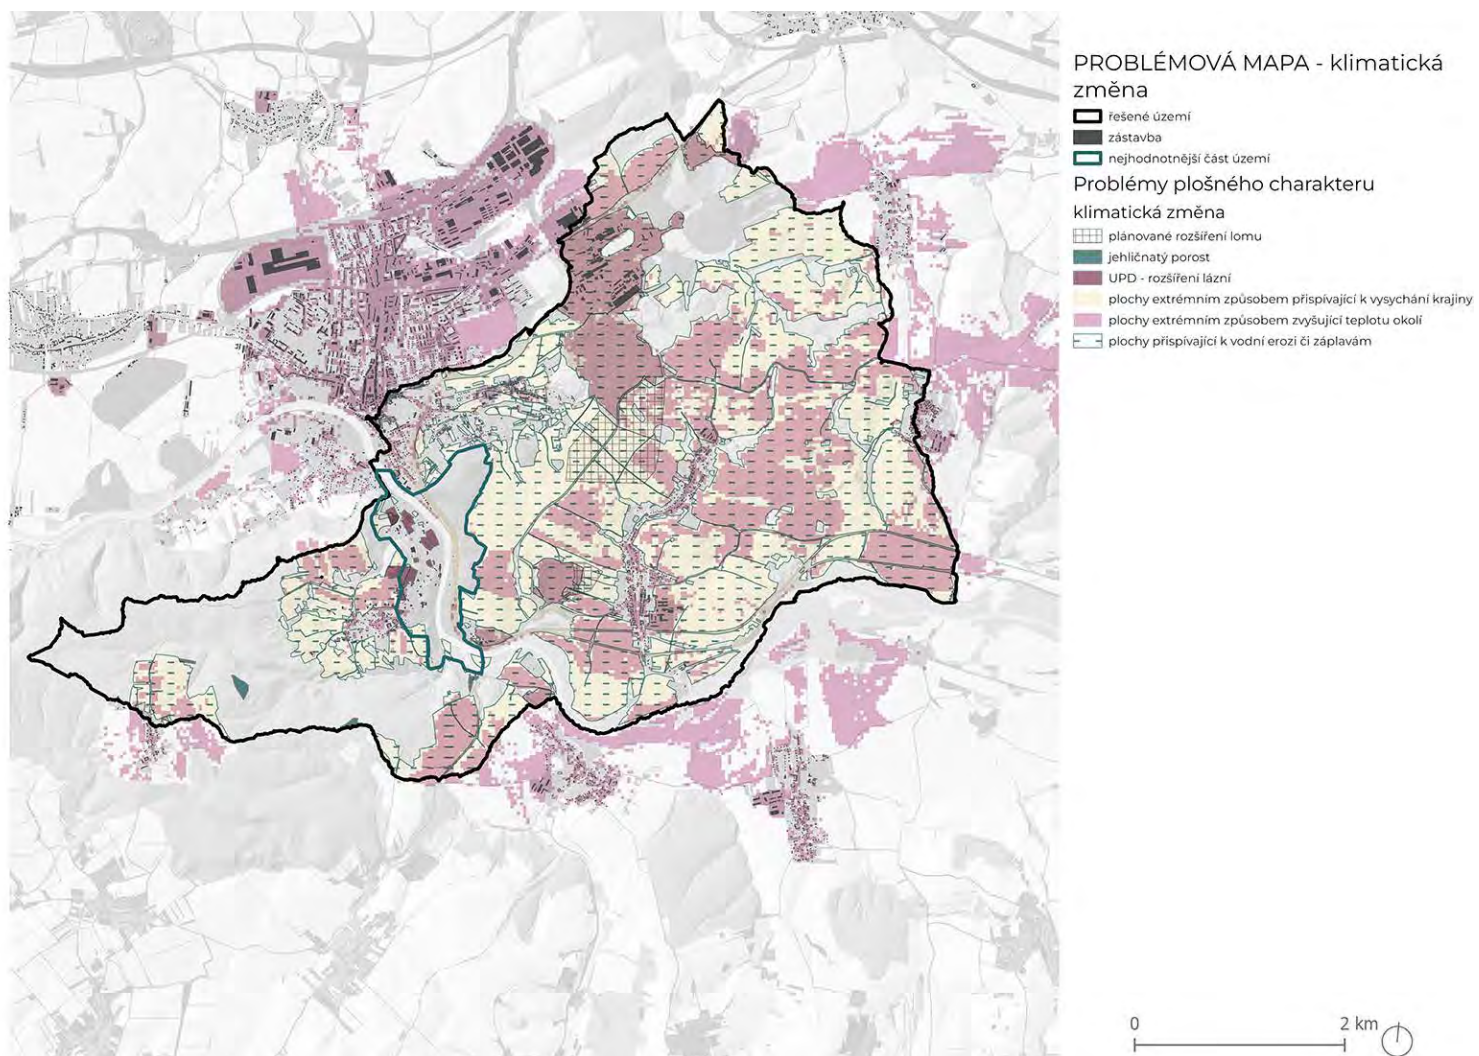 PROBLÉMOVÁ MAPA - klimatická
změna
řešené území
zástavba
nejhodnotnější část území
Problémy plošného charakteru
klimatická změna
plánované rozšíření lomu
jehličnatý porost
UPD - rozšíření lázní
plochy extrémním způsobem přispívající k vysychání krajiny
plochy extrémním způsobem zvyšující teplotu okolí
plochy přispívající k vodní erozi či záplavám
0 2 km